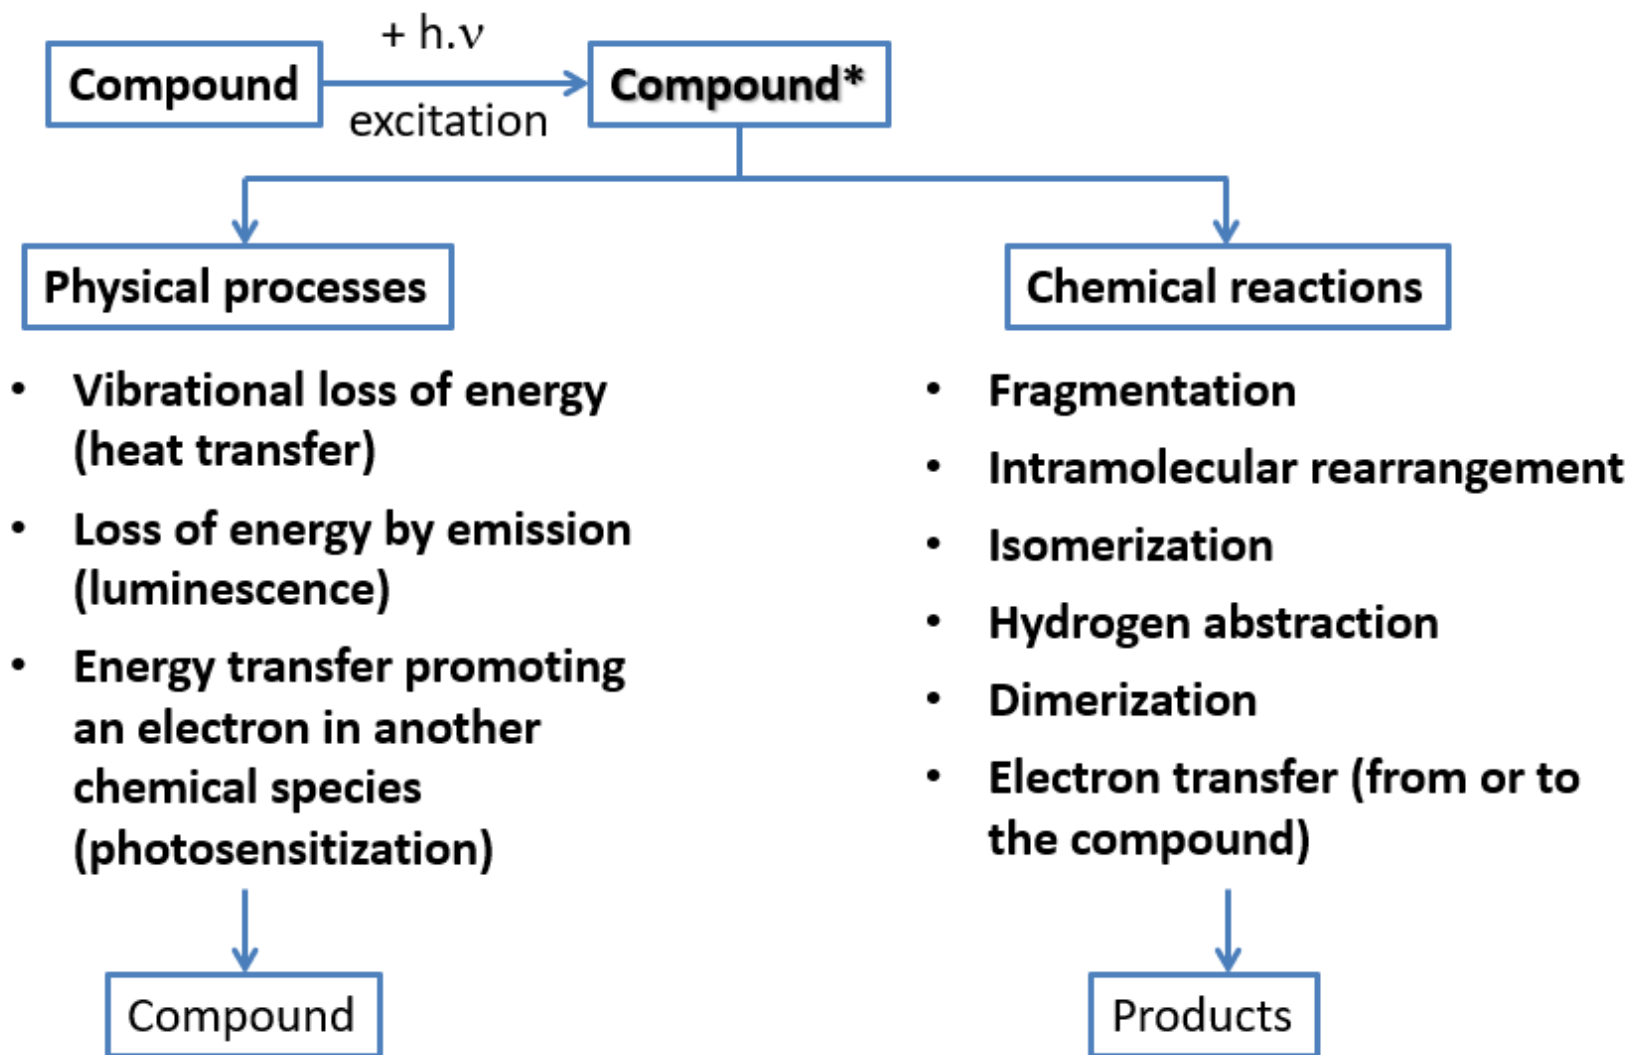 + h.ν
Compound
Compound*
excitation
Physical processes
Chemical reactions
• Vibrational loss of energy
(heat transfer)
• Loss of energy by emission
(luminescence)
• Energy transfer promoting
an electron in another
chemical species
(photosensitization)
Compound
• Fragmentation
• Intramolecular rearrangement
• Isomerization
• Hydrogen abstraction
• Dimerization
• Electron transfer (from or to
the compound)
Products